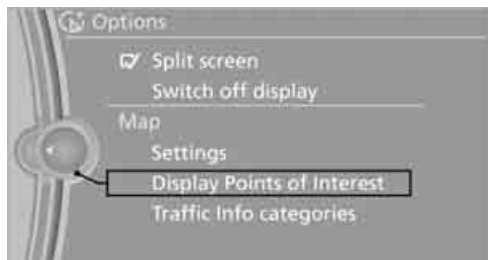 Options
Split screen
Switch off display
Map
Settings
Display Points of Interest
Traffic Info categories